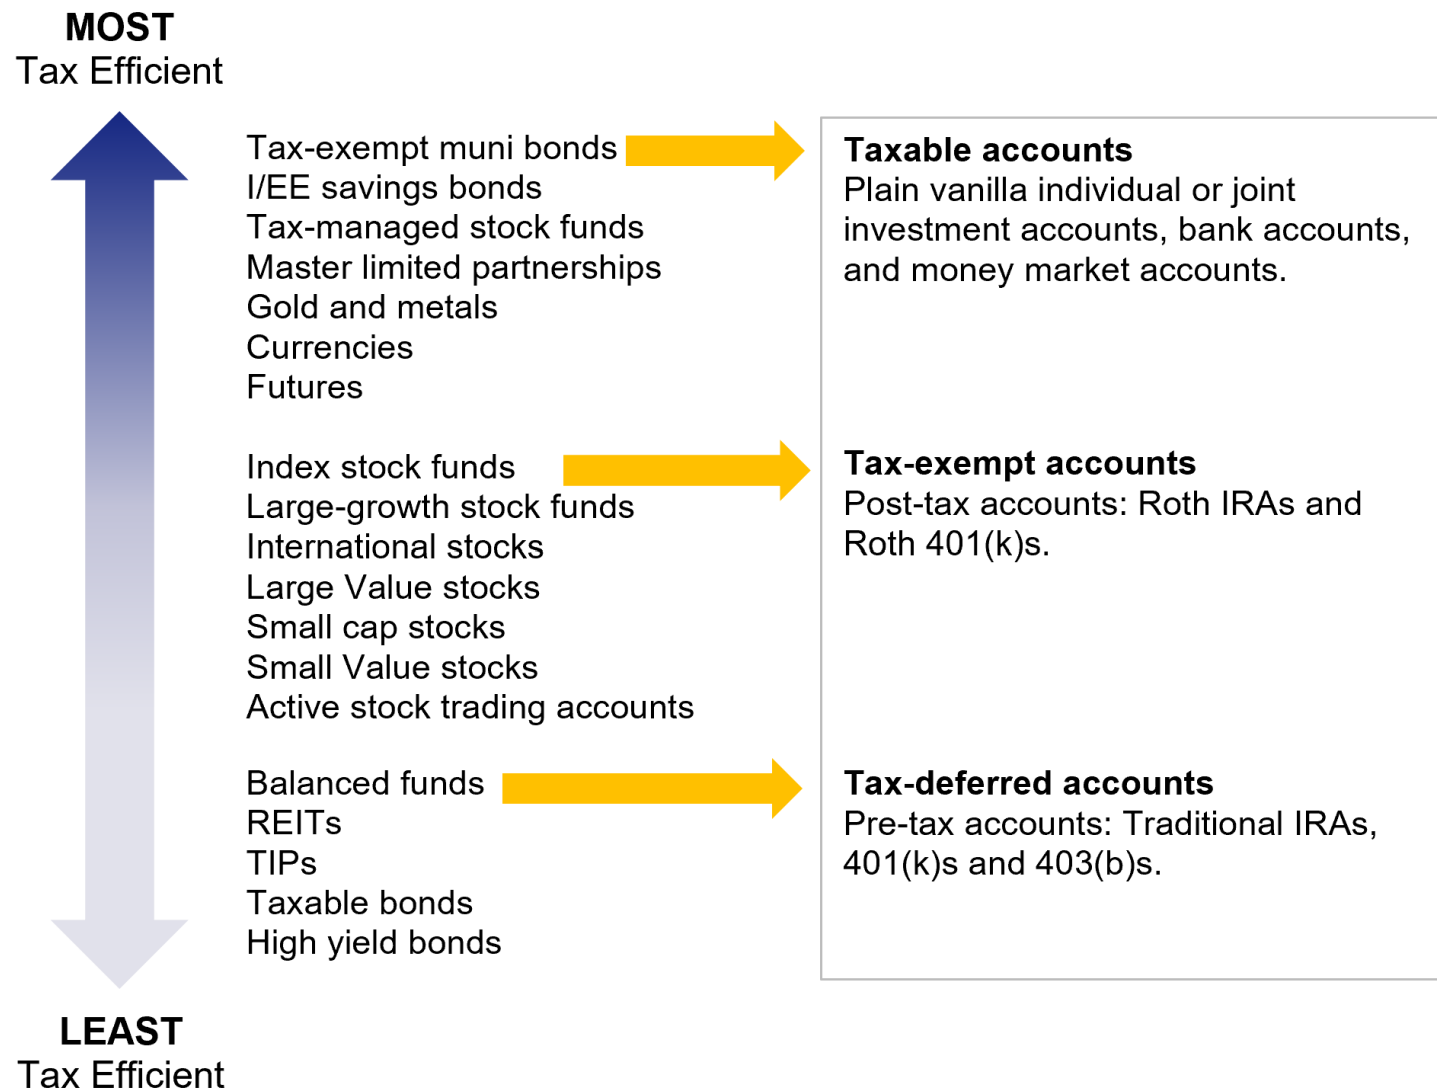 MOST
Tax Efficient
Tax-exempt muni bonds
I/EE savings bonds
Tax-managed stock funds
Master limited partnerships
Gold and metals
Currencies
Futures
Taxable accounts
Plain vanilla individual or joint
investment accounts, bank accounts,
and money market accounts.
Index stock funds
Large-growth stock funds
International stocks
Large Value stocks
Small cap stocks
Small Value stocks
Active stock trading accounts
Tax-exempt accounts
Post-tax accounts: Roth IRAs and
Roth 401(k)s.
Balanced funds
REITs
TIPs
Taxable bonds
High yield bonds
Tax-deferred accounts
Pre-tax accounts: Traditional IRAs,
401(k)s and 403(b)s.
LEAST
Tax Efficient